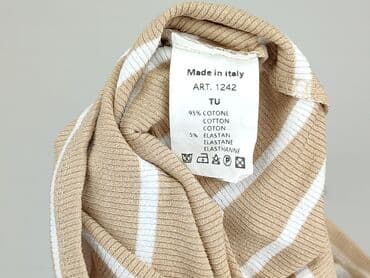 Made in Italy
ART. 1242
TU
95% COTONE
COTTON
COTON
5% ELASTAN
ELASTANE
ELASTHANNE